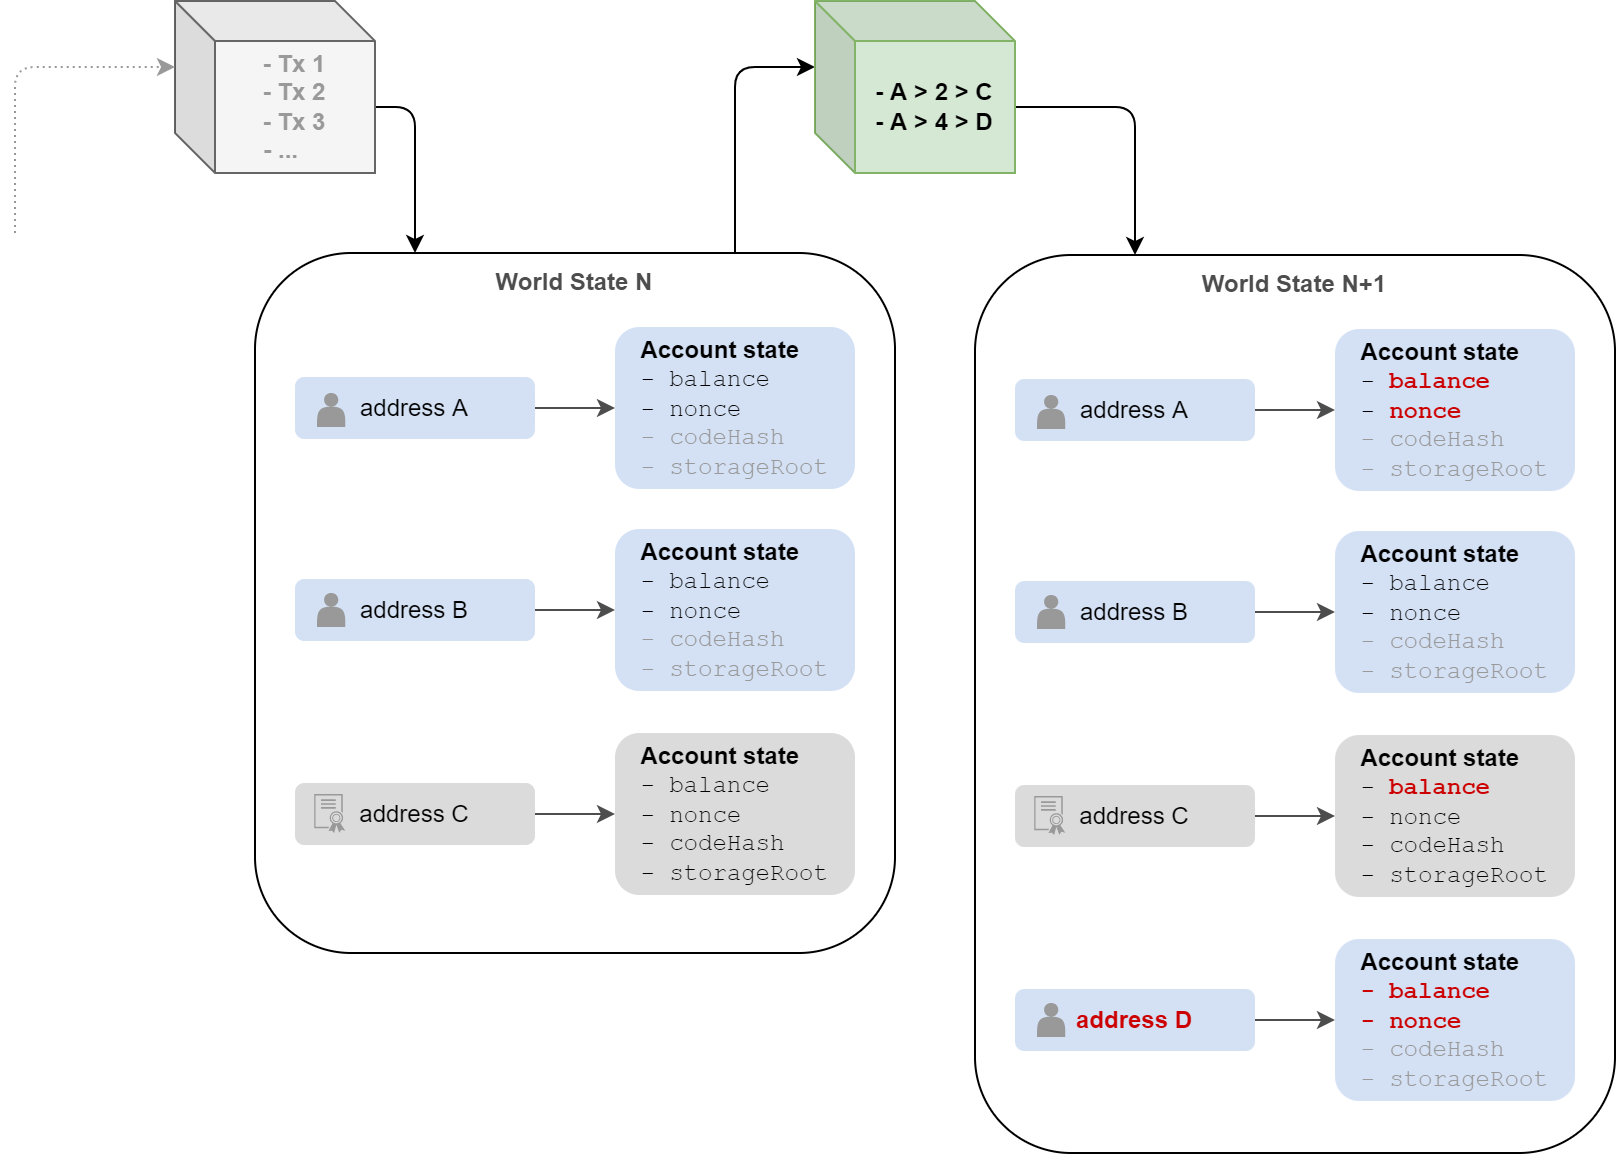 - Tx 1
- Tx 2
- Tx 3
- ...
- A > 2 > C
- A > 4 > D
World State N
address A
Account state
- balance
- nonce
- codeHash
- storageRoot
address B
Account state
- balance
- nonce
- codeHash
- storageRoot
address C
Account state
- balance
- nonce
- codeHash
- storageRoot
World State N+1
address A
Account state
- balance
- nonce
- codeHash
- storageRoot
address B
Account state
- balance
- nonce
- codeHash
- storageRoot
address C
Account state
- balance
- nonce
- codeHash
- storageRoot
address D
Account state
- balance
- nonce
- codeHash
- storageRoot